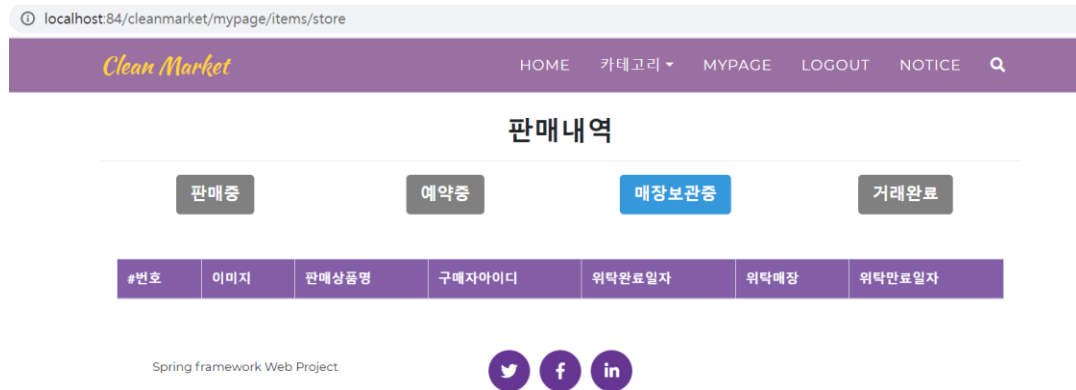 localhost:84/cleanmarket/mypage/items/store
Clean Market HOME 카테고리 MYPAGE LOGOUT NOTICE
판매내역
판매중 예약중 매장보관중 거래완료
#번호 이미지 판매상품명 구매자아이디 위탁완료일자 위탁매장 위탁만료일자
Spring framework Web Project